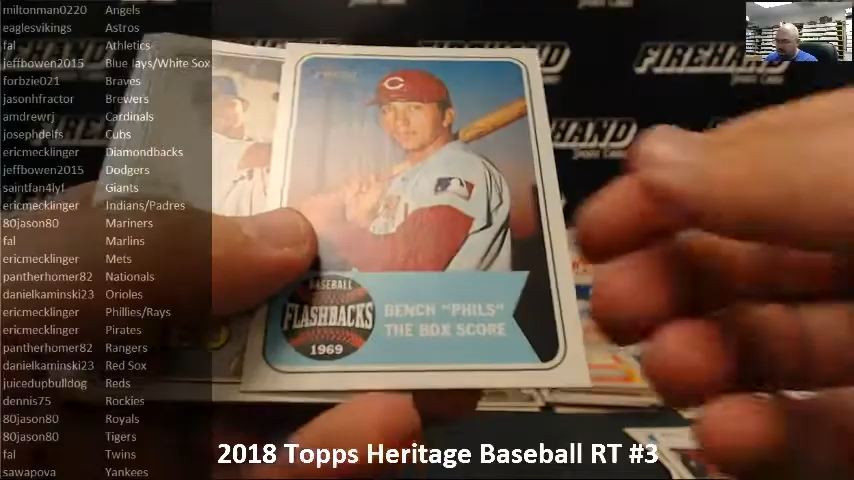 miltonman0220 Angels
eaglesvikings Astros
fal Athletics
jeffbowen2015 Blue Jays/White Sox
forbzie021 Braves
jasonhfractor Brewers
amdrewrj Cardinals
josephdelfs Cubs
ericmecklinger Diamondbacks
jeffbowen2015 Dodgers
saintfan4lyf Giants
ericmecklinger Indians/Padres
80jason80 Mariners
fal Marlins
ericmecklinger Mets
pantherhomer82 Nationals
danielkaminski23 Orioles
ericmecklinger Phillies/Rays
ericmecklinger Pirates
pantherhomer82 Rangers
danielkaminski23 Red Sox
juicedupbulldog Reds
dennis75 Rockies
80jason80 Royals
80jason80 Tigers
fal Twins
sawapova Yankees
FIREHAND
FIREHAND
C
BASEBALL
FLASHBACKS
1969
BENCH "PHILS"
THE BOX SCORE
2018 Topps Heritage Baseball RT #3